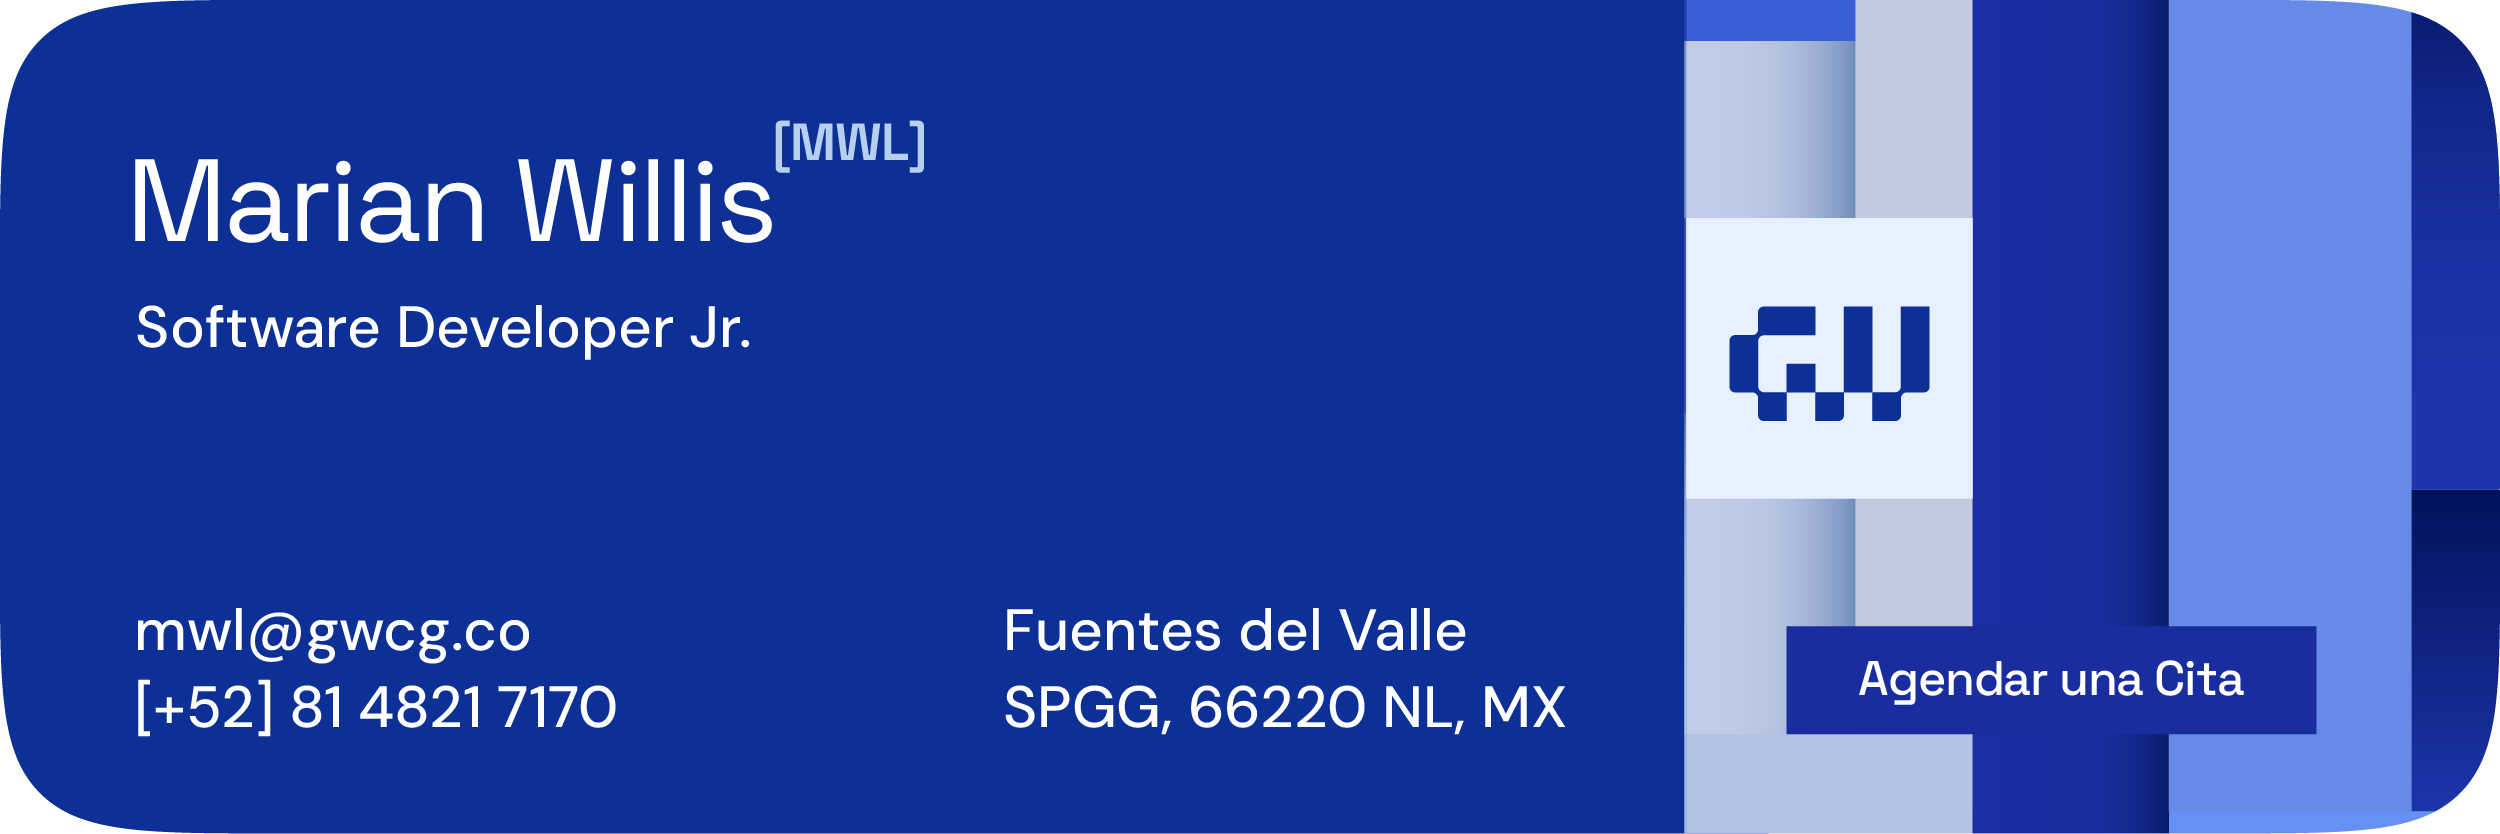 Marian Willis [MWL]
Software Developer Jr.
GW
mwl@gwcg.co
[+52] 81 4821 7170
Fuentes del Valle
SPGG, 66220 NL, MX
Agendar una Cita